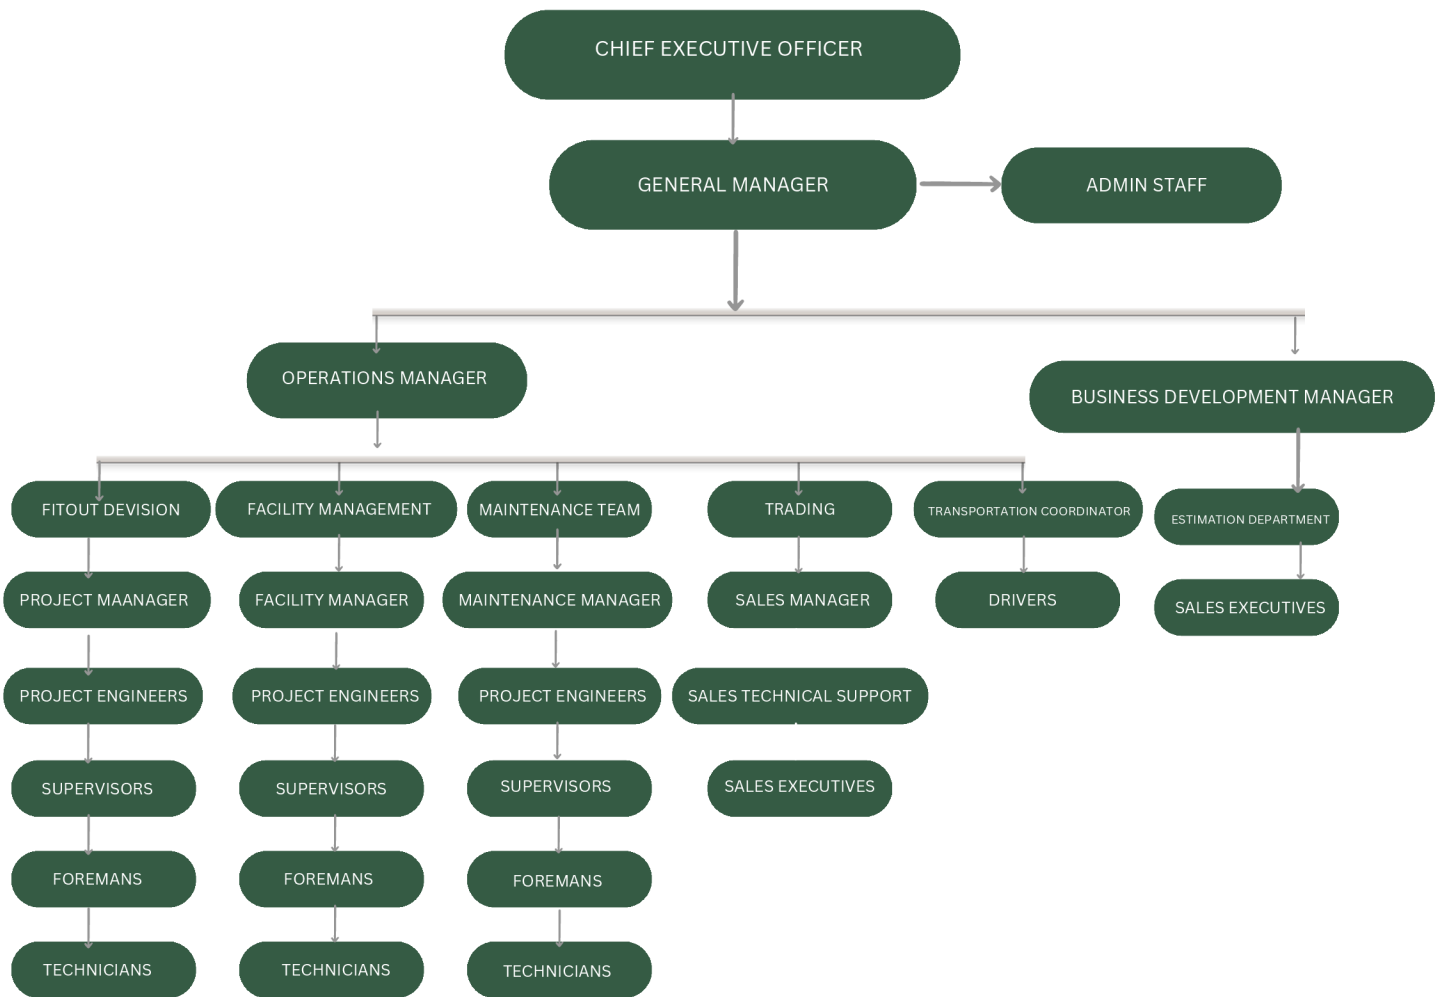 CHIEF EXECUTIVE OFFICER
GENERAL MANAGER
ADMIN STAFF
OPERATIONS MANAGER
BUSINESS DEVELOPMENT MANAGER
FITOUT DEVISION
FACILITY MANAGEMENT
MAINTENANCE TEAM
TRADING
TRANSPORTATION COORDINATOR
ESTIMATION DEPARTMENT
PROJECT MAANAGER
FACILITY MANAGER
MAINTENANCE MANAGER
SALES MANAGER
DRIVERS
SALES EXECUTIVES
PROJECT ENGINEERS
PROJECT ENGINEERS
PROJECT ENGINEERS
SALES TECHNICAL SUPPORT
SUPERVISORS
SUPERVISORS
SUPERVISORS
SALES EXECUTIVES
FOREMANS
FOREMANS
FOREMANS
TECHNICIANS
TECHNICIANS
TECHNICIANS